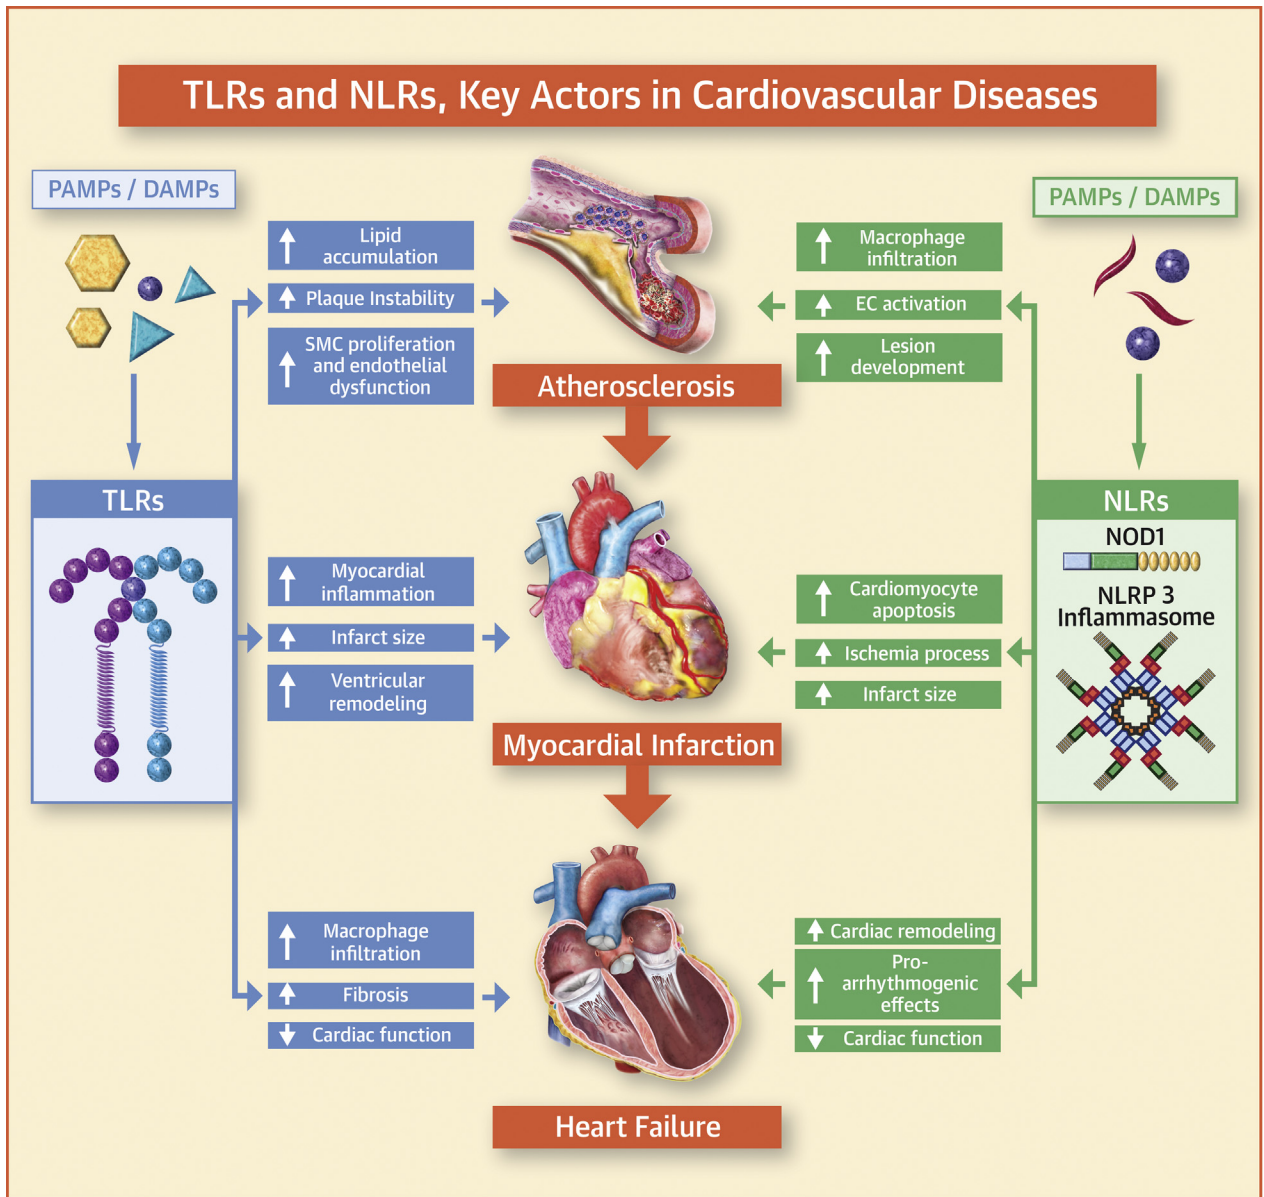 TLRs and NLRs, Key Actors in Cardiovascular Diseases
PAMPs / DAMPs
PAMPs / DAMPs
Lipid
accumulation
Plaque Instability
SMC proliferation
and endothelial
dysfunction
Macrophage
infiltration
EC activation
Lesion
development
Atherosclerosis
TLRs
NLRs
NOD1
NLRP 3
Inflammasome
Myocardial
inflammation
Infarct size
Ventricular
remodeling
Cardiomyocyte
apoptosis
Ischemia process
Infarct size
Myocardial Infarction
Macrophage
infiltration
Fibrosis
Cardiac function
Cardiac remodeling
Pro-
arrhythmogenic
effects
Cardiac function
Heart Failure